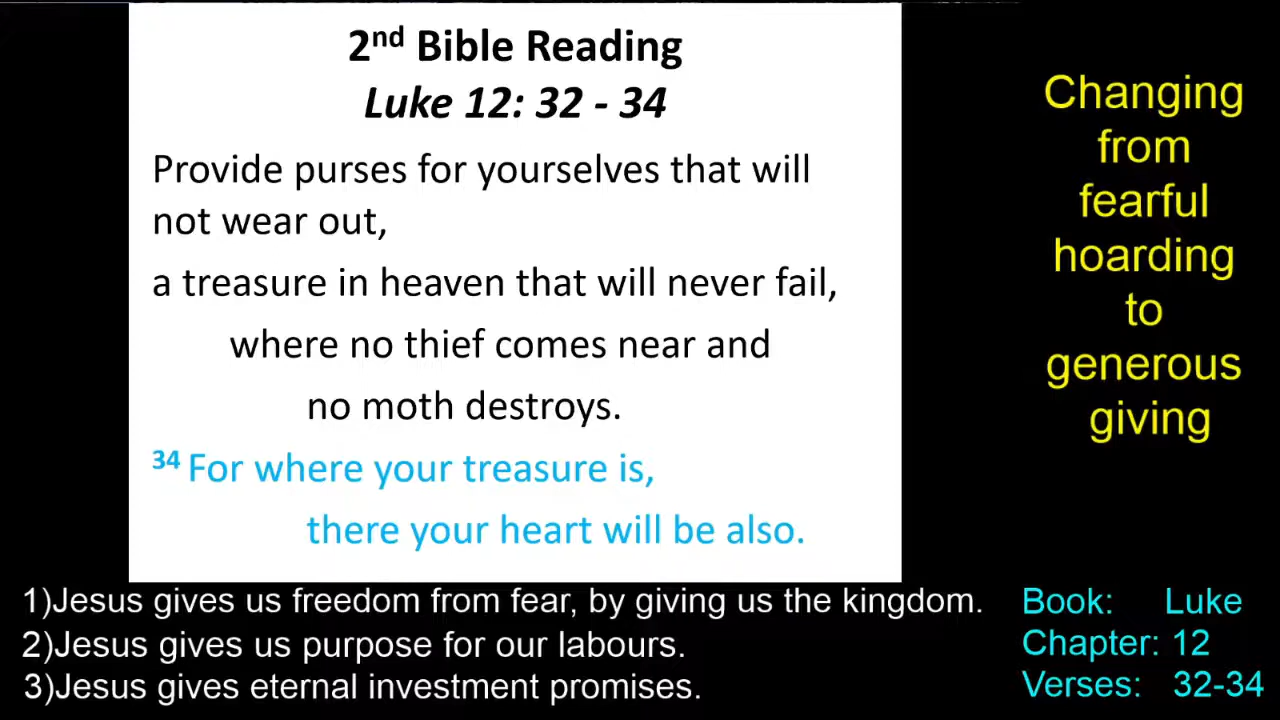 2nd Bible Reading
Luke 12: 32 - 34
Provide purses for yourselves that will
not wear out,
a treasure in heaven that will never fail,
where no thief comes near and
no moth destroys.
34 For where your treasure is,
there your heart will be also.
Changing
from
fearful
hoarding
to
generous
giving
1)Jesus gives us freedom from fear, by giving us the kingdom.
2)Jesus gives us purpose for our labours.
3)Jesus gives eternal investment promises.
Book: Luke
Chapter: 12
Verses: 32-34